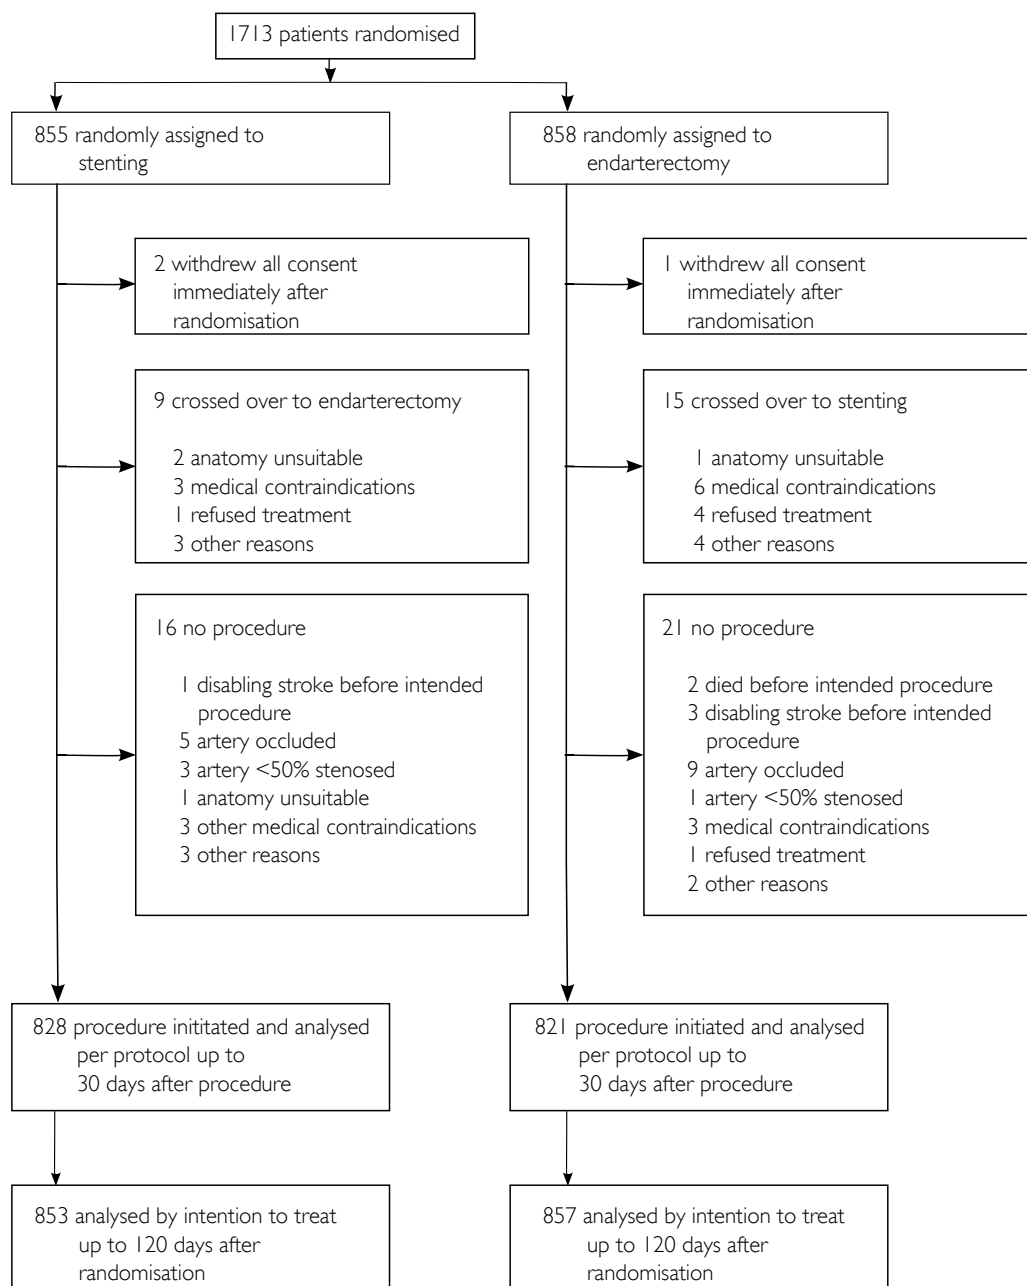 1713 patients randomised
855 randomly assigned to
stenting
858 randomly assigned to
endarterectomy
2 withdrew all consent
immediately after
randomisation
1 withdrew all consent
immediately after
randomisation
9 crossed over to endarterectomy
2 anatomy unsuitable
3 medical contraindications
1 refused treatment
3 other reasons
15 crossed over to stenting
1 anatomy unsuitable
6 medical contraindications
4 refused treatment
4 other reasons
16 no procedure
1 disabling stroke before intended
procedure
5 artery occluded
3 artery <50% stenosed
1 anatomy unsuitable
3 other medical contraindications
3 other reasons
21 no procedure
2 died before intended procedure
3 disabling stroke before intended
procedure
9 artery occluded
1 artery <50% stenosed
3 medical contraindications
1 refused treatment
2 other reasons
828 procedure inititated and analysed
per protocol up to
30 days after procedure
821 procedure initiated and analysed
per protocol up to
30 days after procedure
853 analysed by intention to treat
up to 120 days after
randomisation
857 analysed by intention to treat
up to 120 days after
randomisation